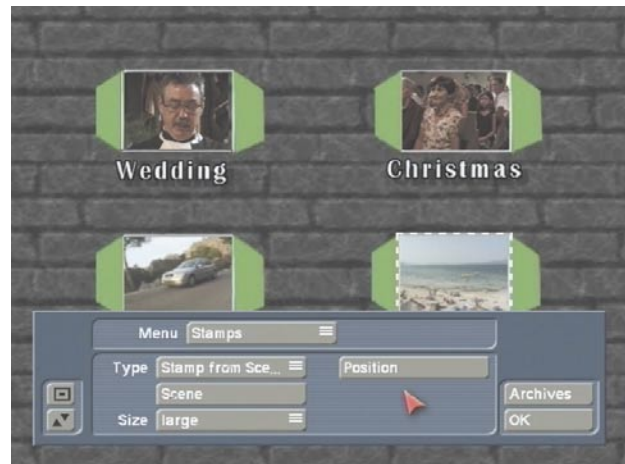 Wedding
Christmas
Menu Stamps
Type Stamp from Sce... Position
Scene
Archives
Size large
OK